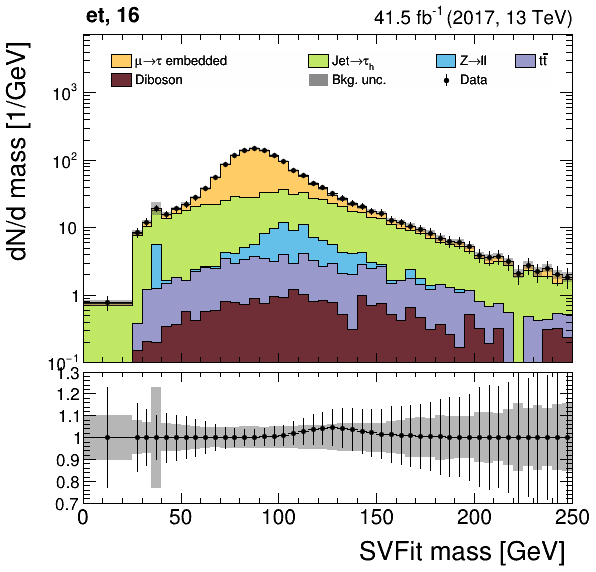 et, 16 41.5 fb⁻¹ (2017, 13 TeV)
μ→τ embedded Jet→τₕ Z→ll tt̄
Diboson Bkg. unc. Data
dN/d mass [1/GeV]
10³
10²
10
1
10⁻¹
1.3
1.2
1.1
1
0.9
0.8
0.7
0 50 100 150 200 250
SVFit mass [GeV]